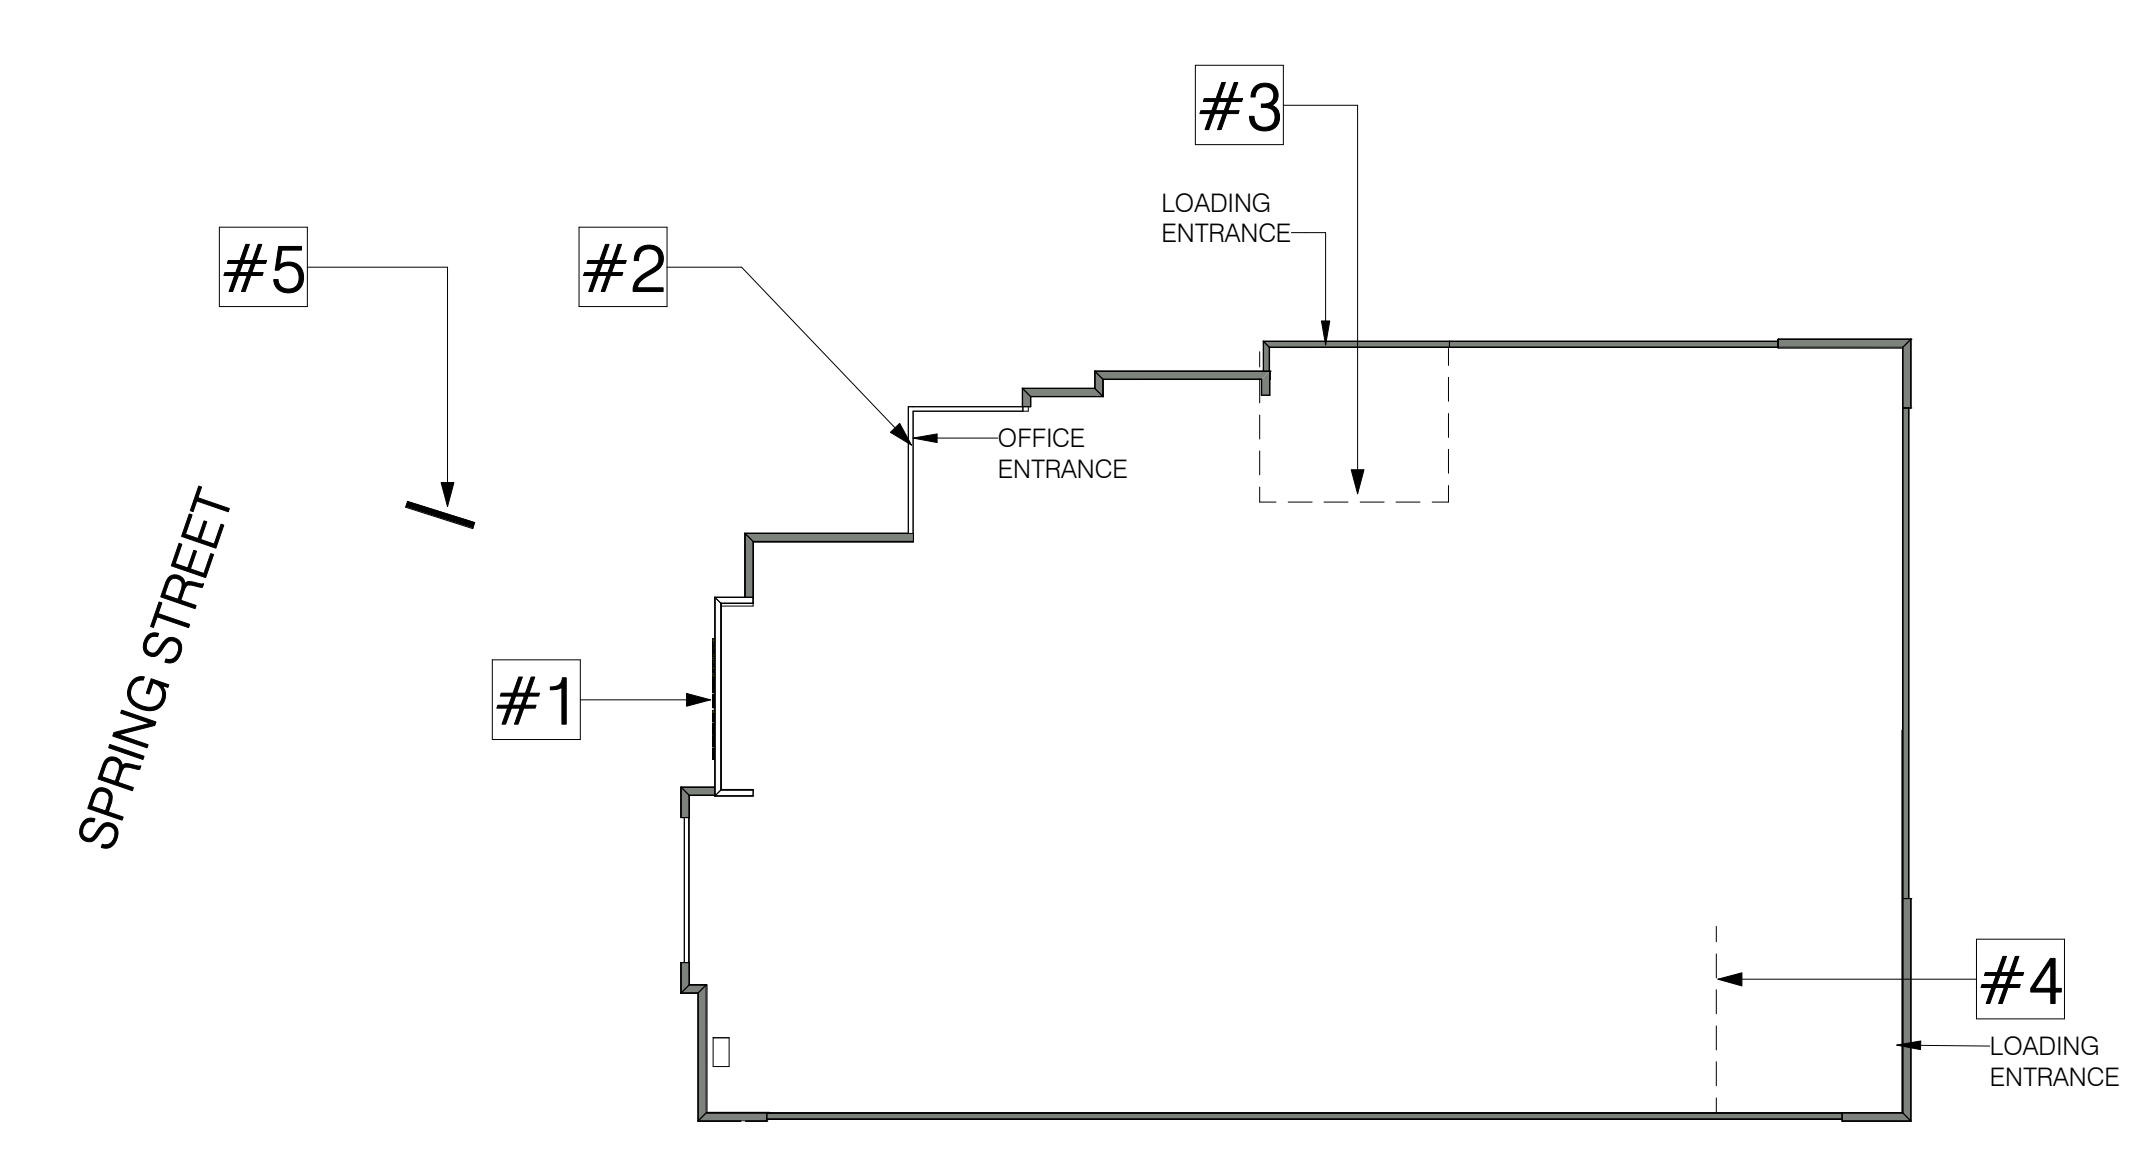 #3
LOADING
ENTRANCE
#5
#2
OFFICE
ENTRANCE
SPRING STREET
#1
#4
LOADING
ENTRANCE